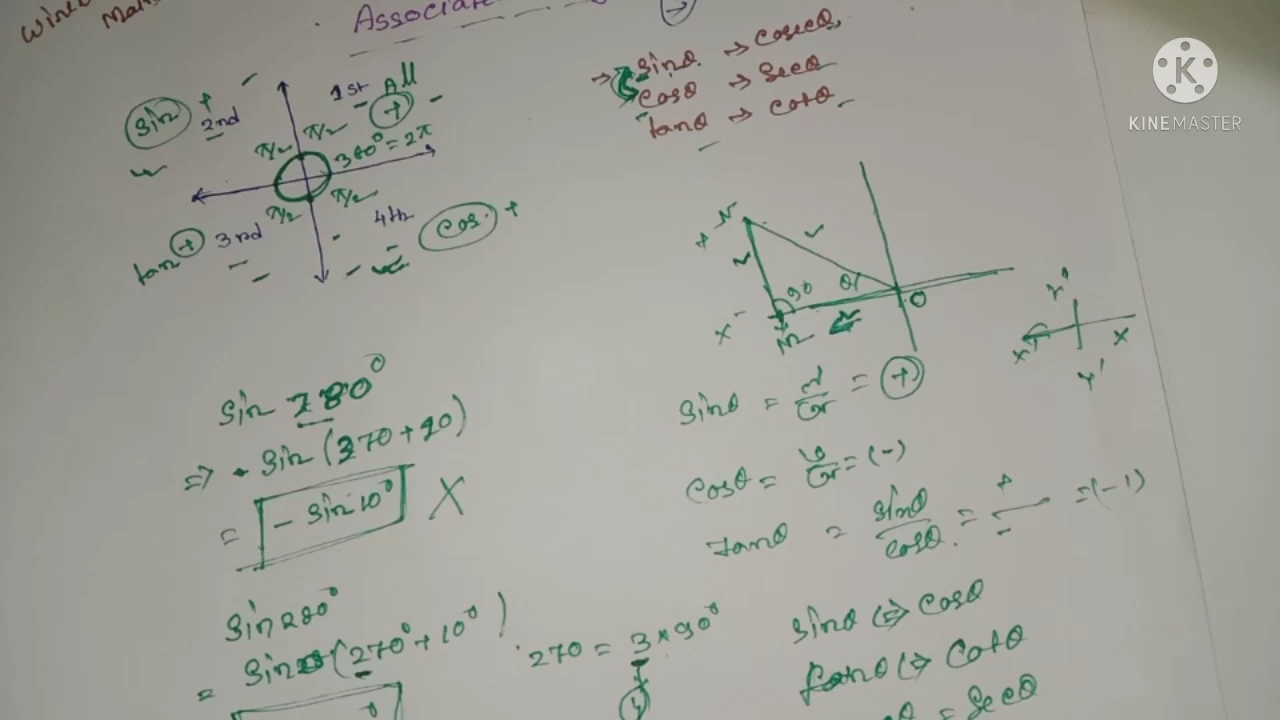 Associate
sinθ → cosecθ
cosθ → secθ
tanθ → cotθ
KINEMASTER
sin +
2nd
1st All
+
π/2 π/2
360° = 2π
π/2 π/2
tan + 3rd
4th cos +
+
90 θ
O
X -
Y'
X' X
Y'
sin 280°
=> - sin (270 + 10)
= - sin 10° X
sinθ = = +
cosθ = = (-)
tanθ = sinθ/cosθ = +/- = (-1)
sin 280°
= sin (270° + 10°)
270 = 3 × 90°
sinθ <=> cosθ
tanθ <=> cotθ
= secθ